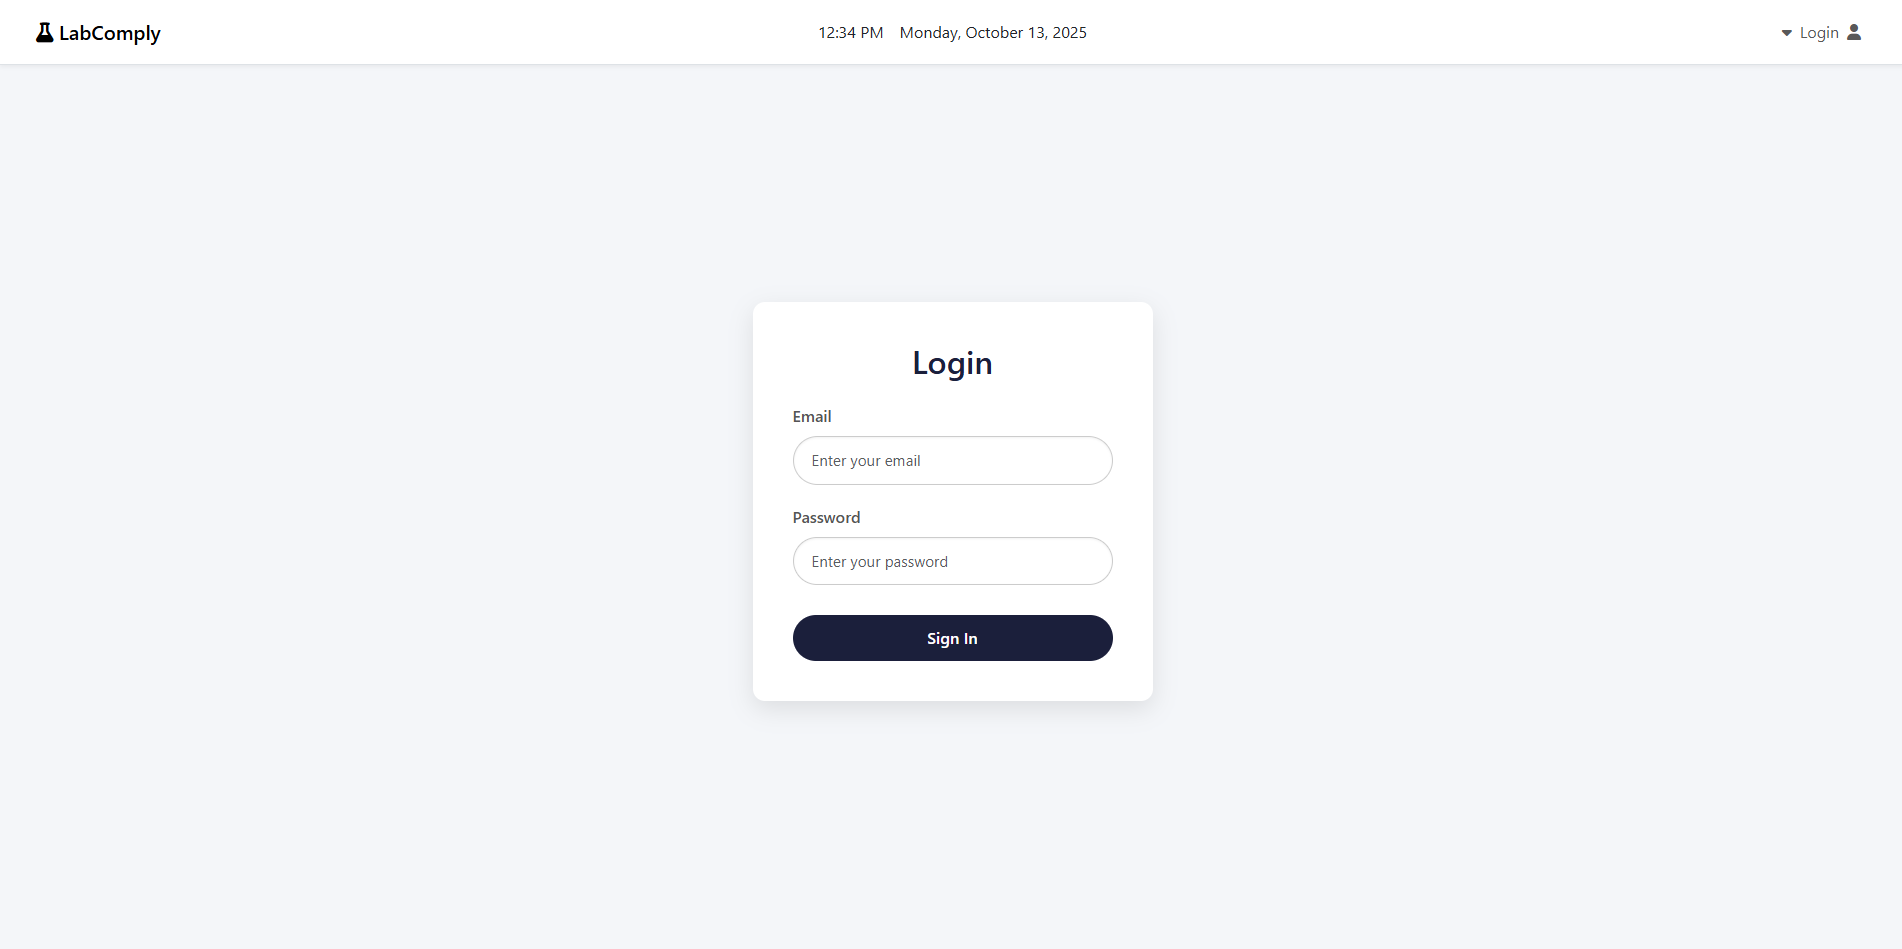 LabComply
12:34 PM Monday, October 13, 2025
Login
Login
Email
Enter your email
Password
Enter your password
Sign In